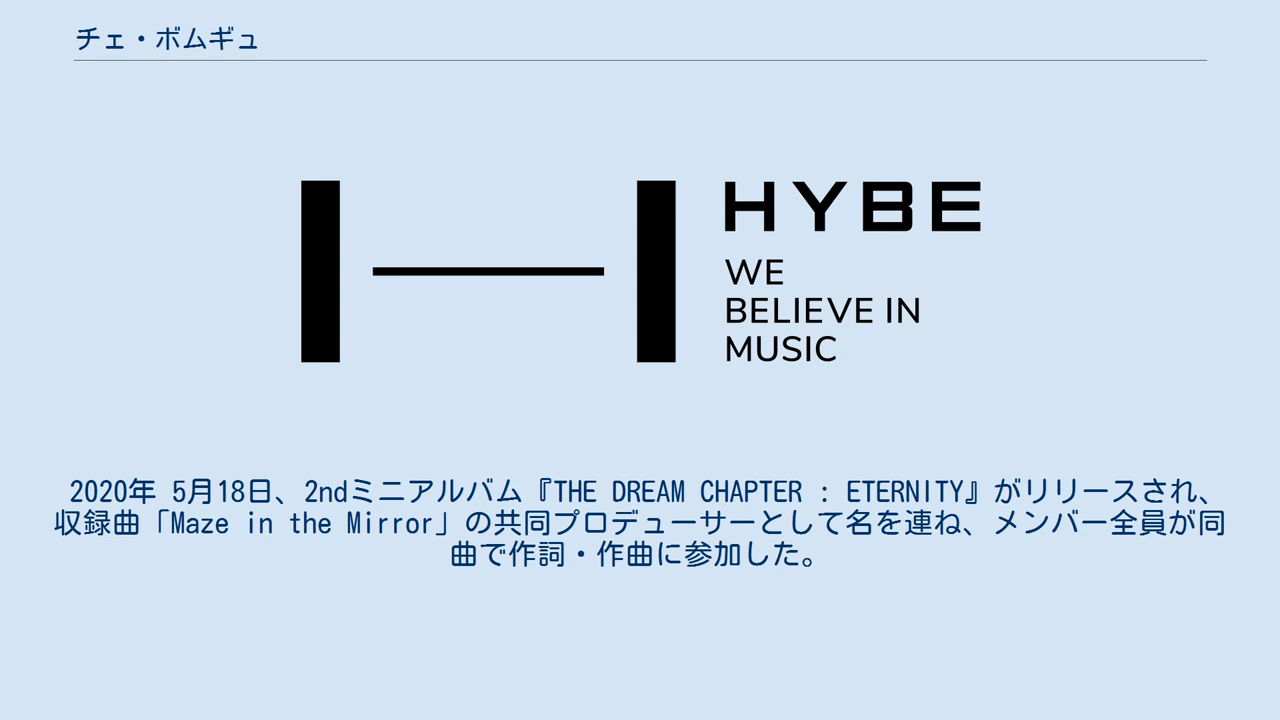 チェ・ボムギュ
HYBE
WE
BELIEVE IN
MUSIC
2020年 5月18日、2ndミニアルバム『THE DREAM CHAPTER : ETERNITY』がリリースされ、
収録曲「Maze in the Mirror」の共同プロデューサーとして名を連ね、メンバー全員が同
曲で作詞・作曲に参加した。